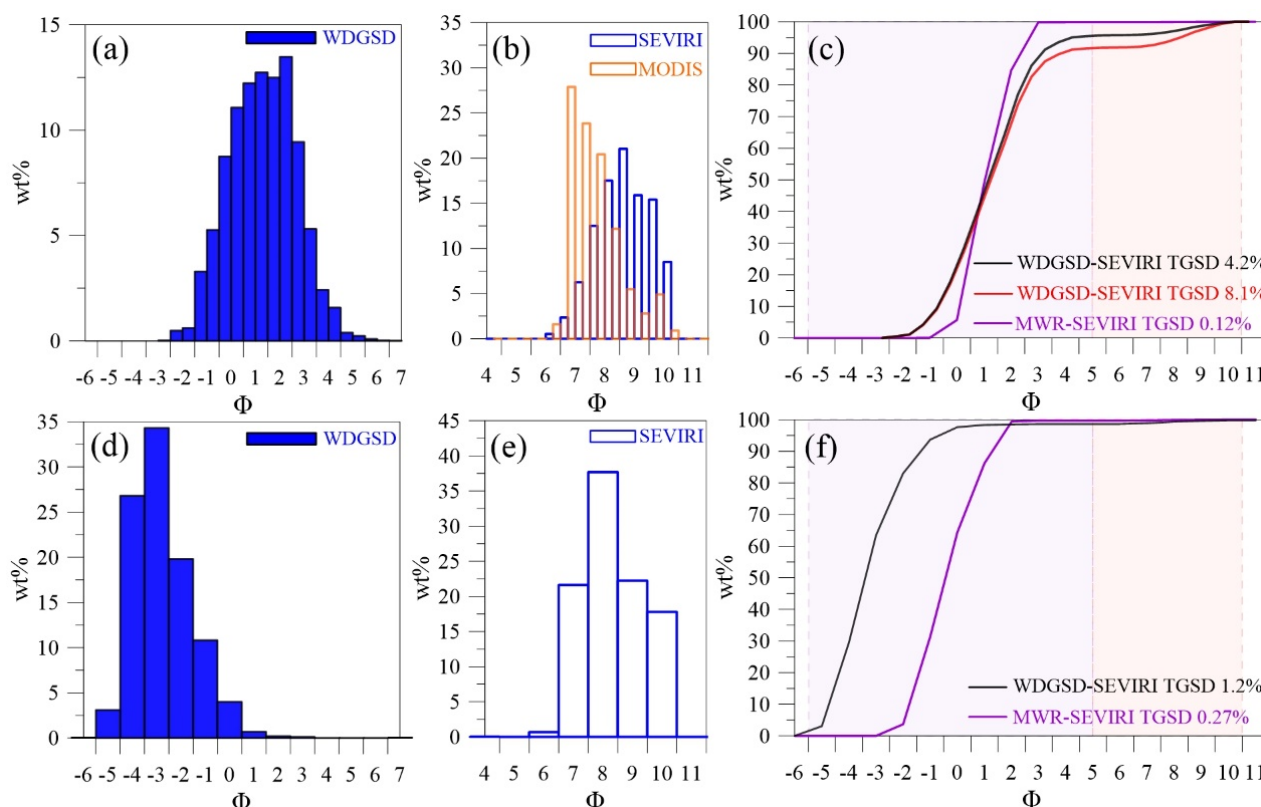 (a)
WDGSD
wt%
15
10
5
0
-6 -5 -4 -3 -2 -1 0 1 2 3 4 5 6 7
Φ
(b)
SEVIRI
MODIS
wt%
35
30
25
20
15
10
5
0
4 5 6 7 8 9 10 11
Φ
(c)
wt%
100
90
80
70
60
50
40
30
20
10
0
WDGSD-SEVIRI TGSD 4.2%
WDGSD-SEVIRI TGSD 8.1%
MWR-SEVIRI TGSD 0.12%
-6 -5 -4 -3 -2 -1 0 1 2 3 4 5 6 7 8 9 10 11
Φ
(d)
WDGSD
wt%
35
30
25
20
15
10
5
0
-6 -5 -4 -3 -2 -1 0 1 2 3 4 5 6 7
Φ
(e)
SEVIRI
wt%
45
40
35
30
25
20
15
10
5
0
4 5 6 7 8 9 10 11
Φ
(f)
wt%
100
90
80
70
60
50
40
30
20
10
0
WDGSD-SEVIRI TGSD 1.2%
MWR-SEVIRI TGSD 0.27%
-6 -5 -4 -3 -2 -1 0 1 2 3 4 5 6 7 8 9 10 11
Φ